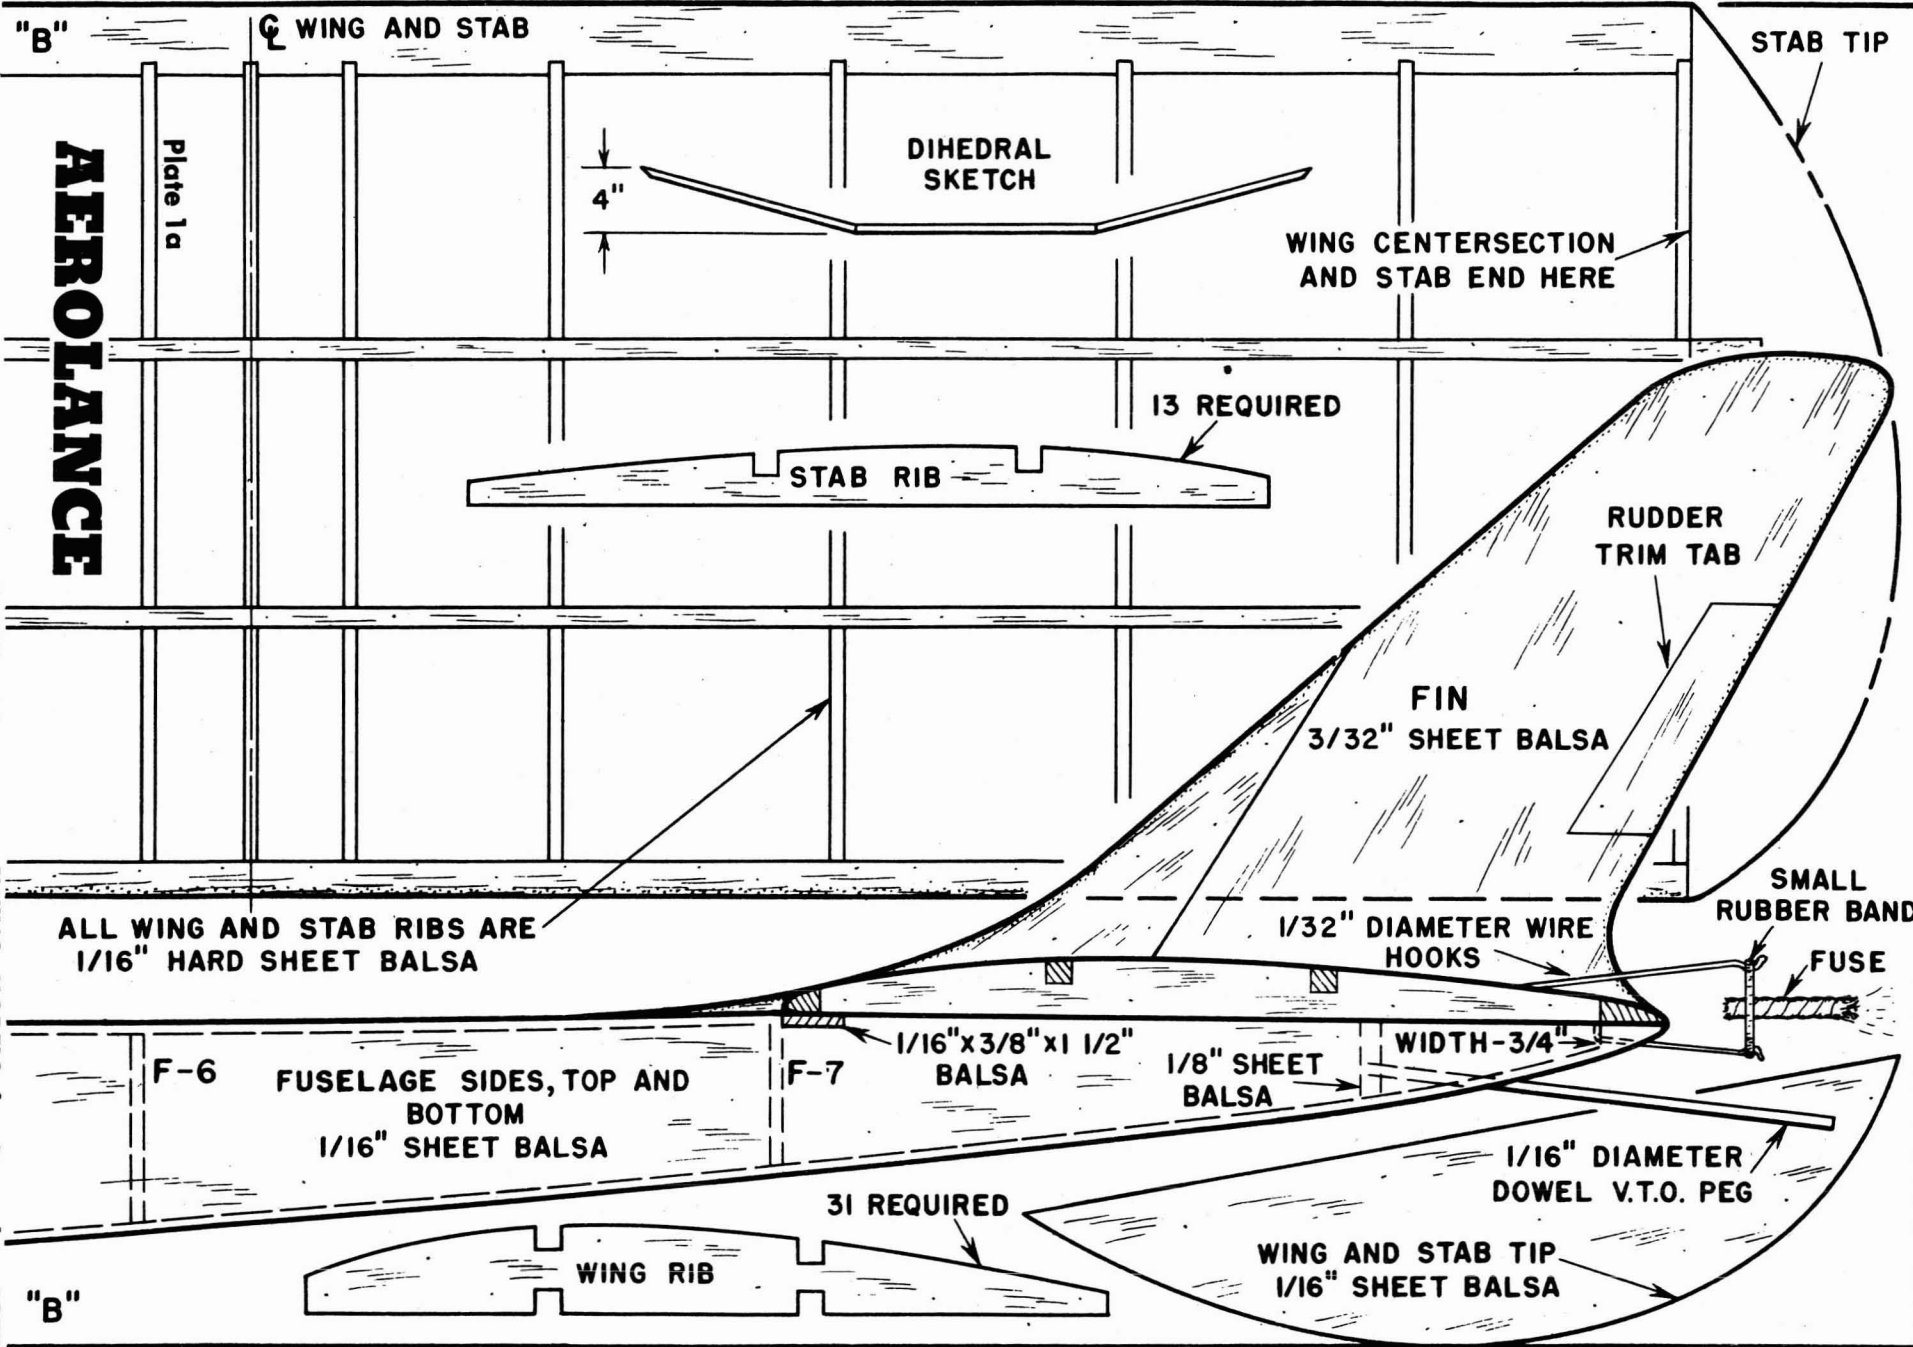 "B"
℄ WING AND STAB
STAB TIP
Plate 1a
AEROLANCE
DIHEDRAL
SKETCH
4"
WING CENTERSECTION
AND STAB END HERE
13 REQUIRED
STAB RIB
RUDDER
TRIM TAB
FIN
3/32" SHEET BALSA
ALL WING AND STAB RIBS ARE
1/16" HARD SHEET BALSA
1/32" DIAMETER WIRE
HOOKS
SMALL
RUBBER BAND
FUSE
F-6
FUSELAGE SIDES, TOP AND
BOTTOM
1/16" SHEET BALSA
F-7
1/16"X3/8"X1 1/2"
BALSA
1/8" SHEET
BALSA
WIDTH-3/4"
1/16" DIAMETER
DOWEL V.T.O. PEG
31 REQUIRED
WING RIB
WING AND STAB TIP
1/16" SHEET BALSA
"B"